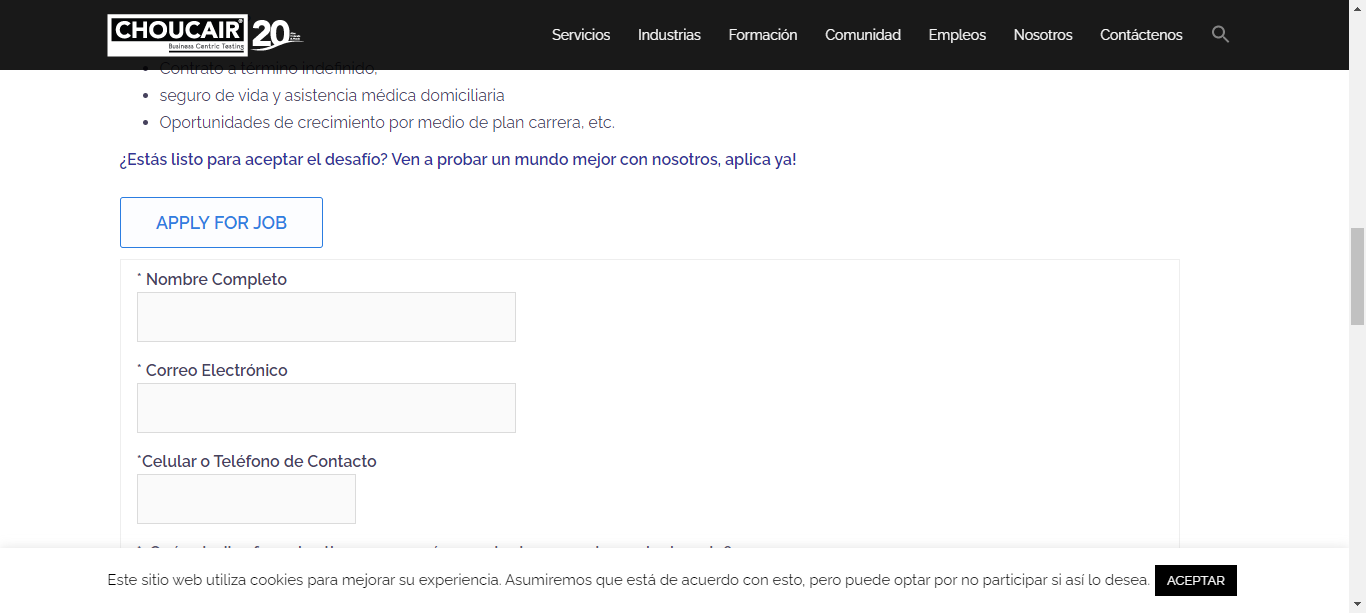 CHOUCAIR
Business Centric Testing
20
Servicios
Industrias
Formación
Comunidad
Empleos
Nosotros
Contáctenos
Contrato a término indefinido,
seguro de vida y asistencia médica domiciliaria
Oportunidades de crecimiento por medio de plan carrera, etc.
¿Estás listo para aceptar el desafío? Ven a probar un mundo mejor con nosotros, aplica ya!
APPLY FOR JOB
* Nombre Completo
* Correo Electrónico
*Celular o Teléfono de Contacto
Este sitio web utiliza cookies para mejorar su experiencia. Asumiremos que está de acuerdo con esto, pero puede optar por no participar si así lo desea.
ACEPTAR